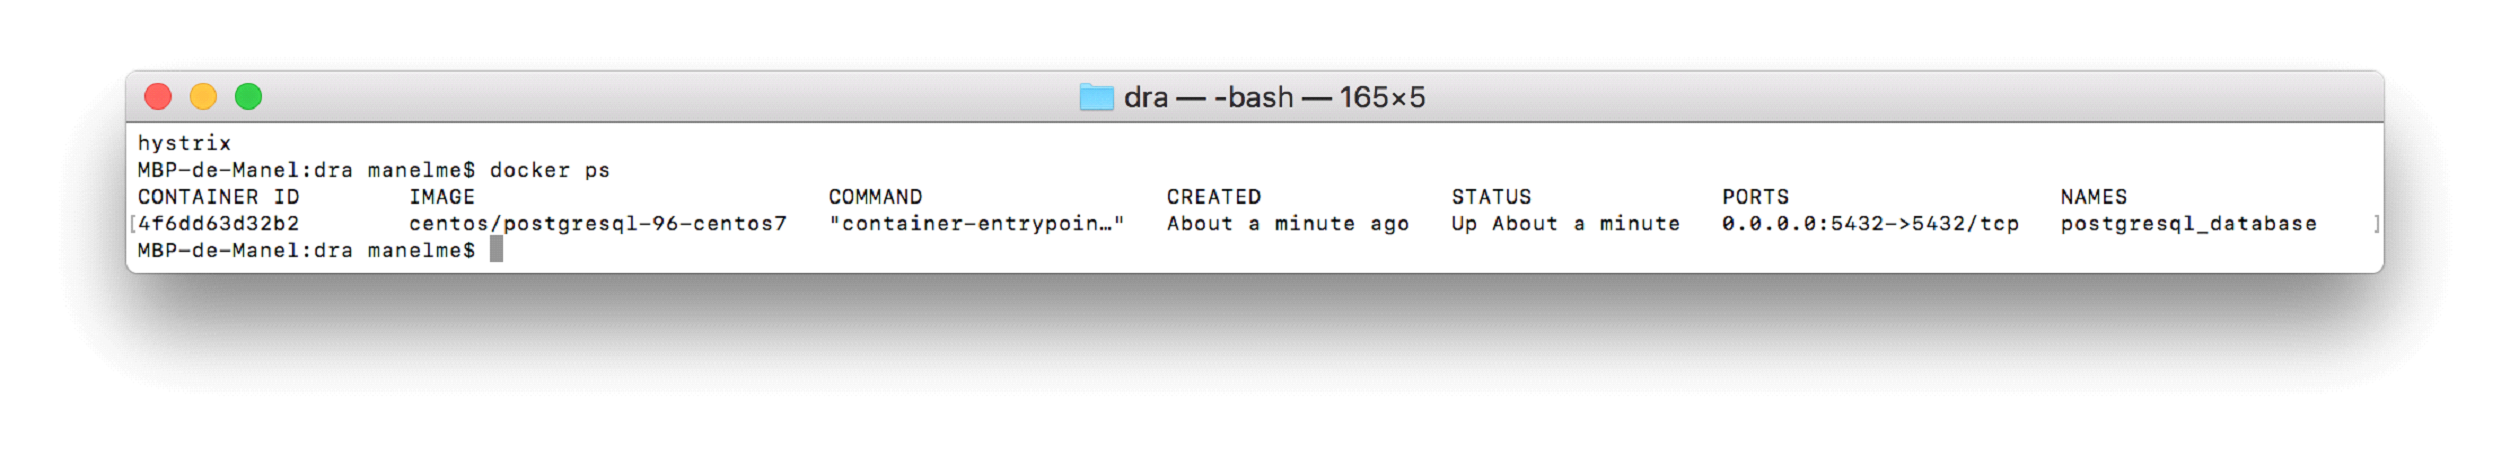 dra — -bash — 165×5
hystrix
MBP-de-Manel:dra manelme$ docker ps
CONTAINER ID        IMAGE                          COMMAND                  CREATED              STATUS              PORTS                    NAMES
[4f6dd63d32b2        centos/postgresql-96-centos7   "container-entrypoin…"   About a minute ago   Up About a minute   0.0.0.0:5432->5432/tcp   postgresql_database    ]
MBP-de-Manel:dra manelme$